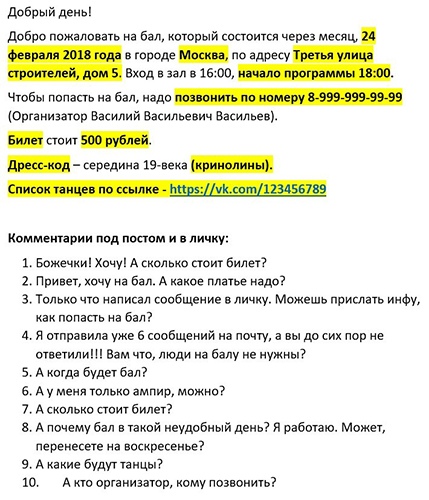 Добрый день!
Добро пожаловать на бал, который состоится через месяц, 24
февраля 2018 года в городе Москва, по адресу Третья улица
строителей, дом 5. Вход в зал в 16:00, начало программы 18:00.
Чтобы попасть на бал, надо позвонить по номеру 8-999-999-99-99
(Организатор Василий Васильевич Васильев).
Билет стоит 500 рублей.
Дресс-код – середина 19-века (кринолины).
Список танцев по ссылке - https://vk.com/123456789
Комментарии под постом и в личку:
1. Божечки! Хочу! А сколько стоит билет?
2. Привет, хочу на бал. А какое платье надо?
3. Только что написал сообщение в личку. Можешь прислать инфу,
как попасть на бал?
4. Я отправила уже 6 сообщений на почту, а вы до сих пор не
ответили!!! Вам что, люди на балу не нужны?
5. А когда будет бал?
6. А у меня только ампир, можно?
7. А сколько стоит билет?
8. А почему бал в такой неудобный день? Я работаю. Может,
перенесете на воскресенье?
9. А какие будут танцы?
10. А кто организатор, кому позвонить?